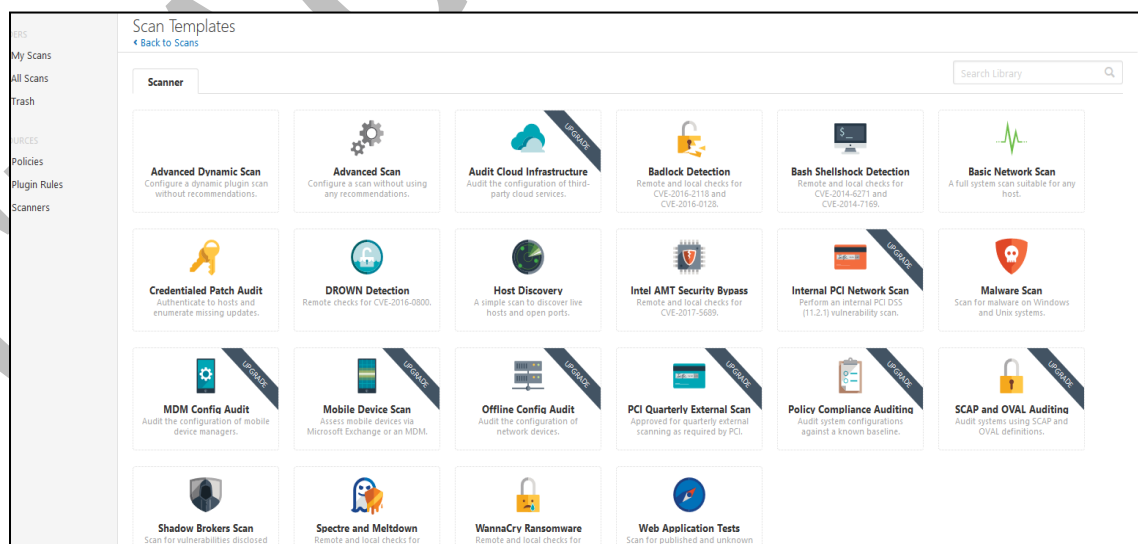 Scan Templates
Back to Scans
My Scans
All Scans
Trash
Policies
Plugin Rules
Scanners
Scanner
Search Library
Advanced Dynamic Scan
Configure a dynamic plugin scan
without recommendations.
Advanced Scan
Configure a scan without using
any recommendations.
UPGRADE
Audit Cloud Infrastructure
Audit the configuration of third-
party cloud services.
Badlock Detection
Remote and local checks for
CVE-2016-2118 and
CVE-2016-0128.
$_
Bash Shellshock Detection
Remote and local checks for
CVE-2014-6271 and
CVE-2014-7169.
Basic Network Scan
A full system scan suitable for any
host.
Credentialed Patch Audit
Authenticate to hosts and
enumerate missing updates.
DROWN Detection
Remote checks for CVE-2016-0800.
Host Discovery
A simple scan to discover live
hosts and open ports.
Intel AMT Security Bypass
Remote and local checks for
CVE-2017-5689.
UPGRADE
Internal PCI Network Scan
Perform an internal PCI DSS
(11.2.1) vulnerability scan.
Malware Scan
Scan for malware on Windows
and Unix systems.
UPGRADE
MDM Config Audit
Audit the configuration of mobile
device managers.
UPGRADE
Mobile Device Scan
Assess mobile devices via
Microsoft Exchange or an MDM.
UPGRADE
Offline Config Audit
Audit the configuration of
network devices.
UPGRADE
PCI Quarterly External Scan
Approved for quarterly external
scanning as required by PCI.
UPGRADE
Policy Compliance Auditing
Audit system configurations
against a known baseline.
UPGRADE
SCAP and OVAL Auditing
Audit systems using SCAP and
OVAL definitions.
Shadow Brokers Scan
Scan for vulnerabilities disclosed
Spectre and Meltdown
Remote and local checks for
WannaCry Ransomware
Remote and local checks for
Web Application Tests
Scan for published and unknown